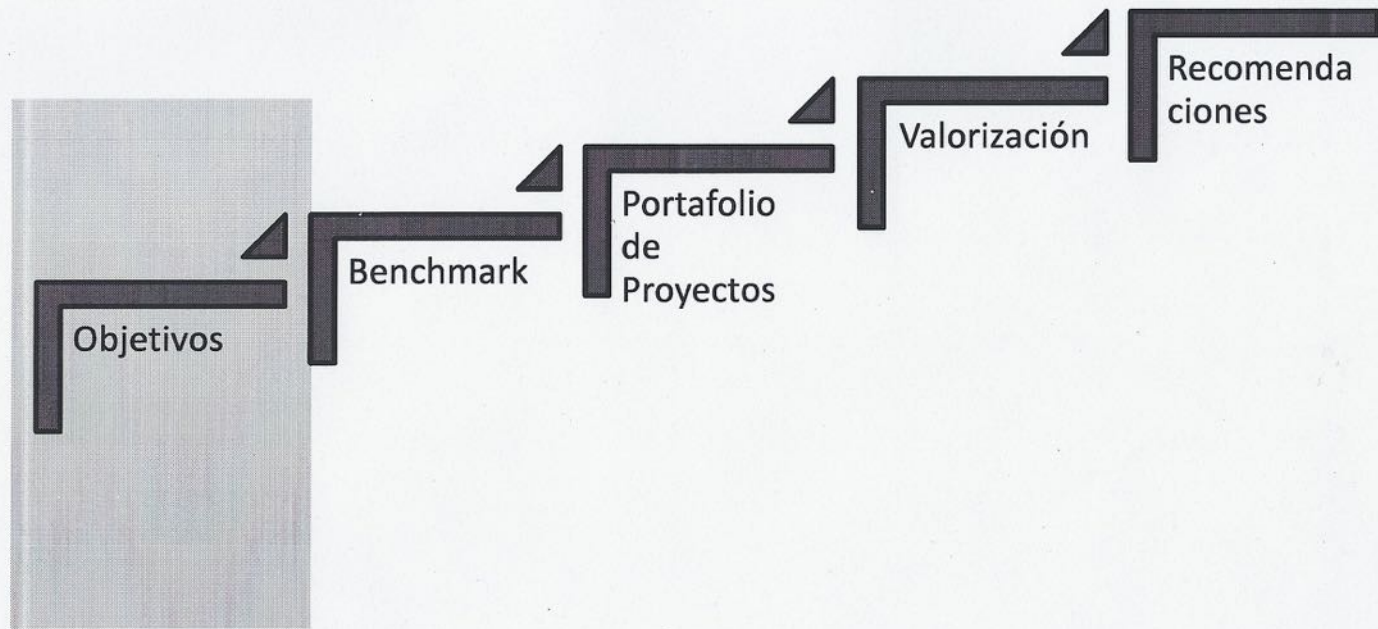 Objetivos
Benchmark
Portafolio
de
Proyectos
Valorización
Recomenda
ciones